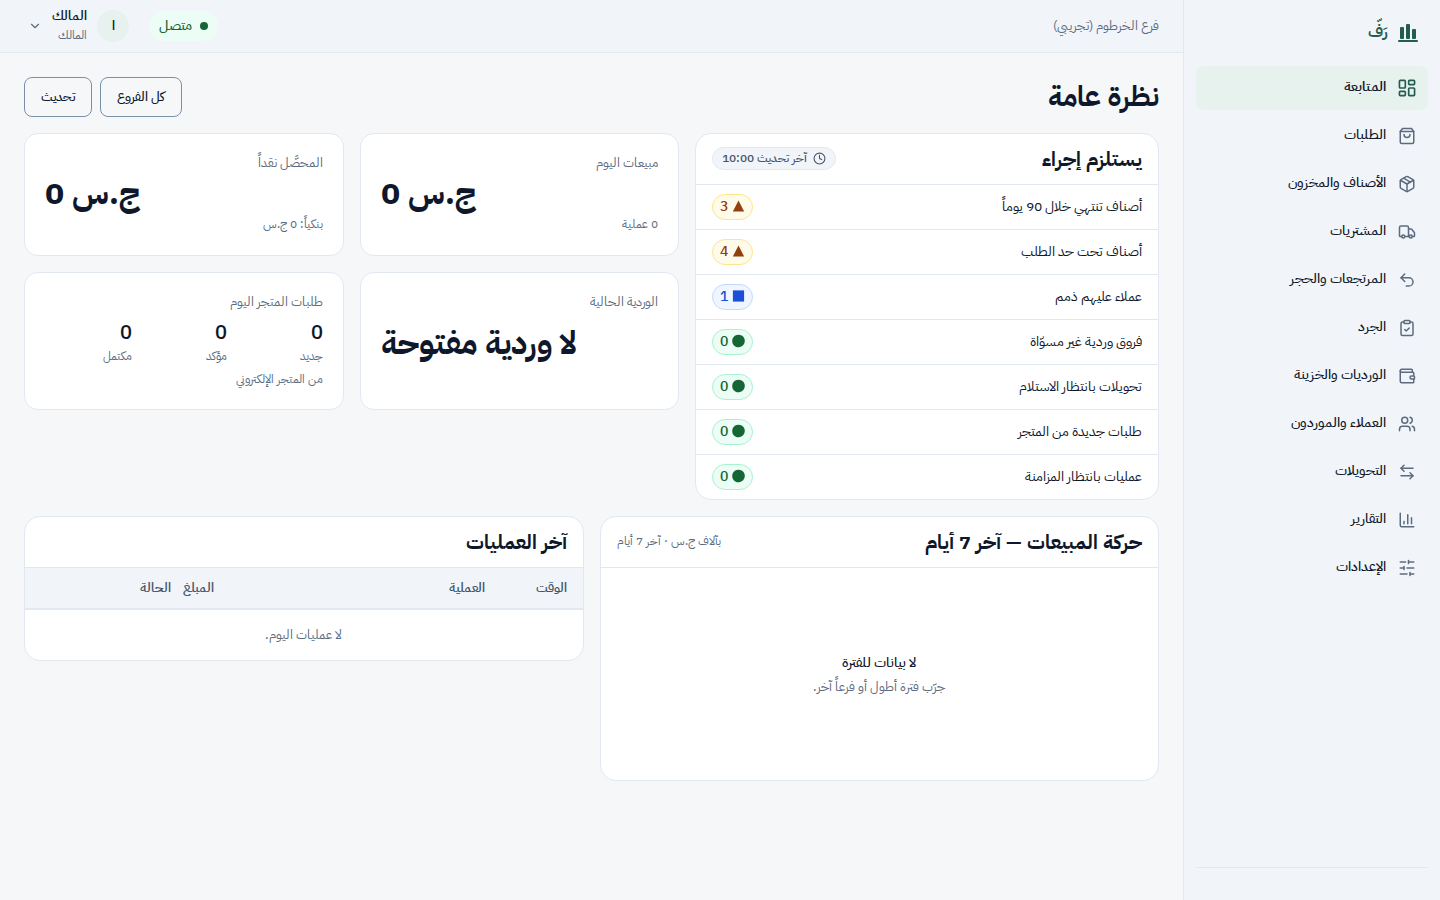 رَفّ
المتابعة
الطلبات
الأصناف والمخزون
المشتريات
المرتجعات والحجر
الجرد
الورديات والخزينة
العملاء والموردون
التحويلات
التقارير
الإعدادات
فرع الخرطوم (تجريبي)
متصل
ا
المالك
المالك
نظرة عامة
كل الفروع
تحديث
يستلزم إجراء
آخر تحديث 10:00
أصناف تنتهي خلال 90 يوماً
3
أصناف تحت حد الطلب
4
عملاء عليهم ذمم
1
فروق وردية غير مسوّاة
0
تحويلات بانتظار الاستلام
0
طلبات جديدة من المتجر
0
عمليات بانتظار المزامنة
0
مبيعات اليوم
0 ج.س
0 عملية
المحصَّل نقداً
0 ج.س
بنكياً: 0 ج.س
الوردية الحالية
لا وردية مفتوحة
طلبات المتجر اليوم
0 0 0
جديد مؤكد مكتمل
من المتجر الإلكتروني
حركة المبيعات — آخر 7 أيام
بآلاف ج.س · آخر 7 أيام
لا بيانات للفترة
جرّب فترة أطول أو فرعاً آخر.
آخر العمليات
الوقت العملية المبلغ الحالة
لا عمليات اليوم.